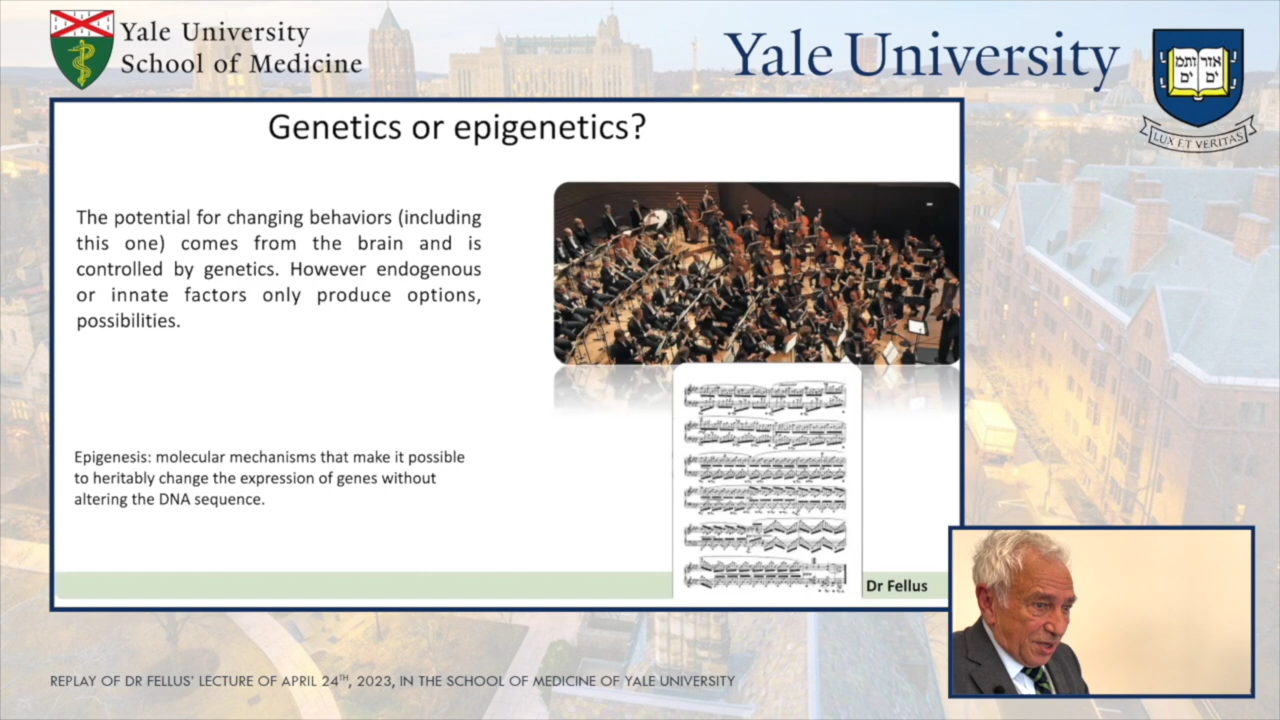 Yale University
School of Medicine
Yale University
אורים
ותמים
LUX ET VERITAS
Genetics or epigenetics?
The potential for changing behaviors (including
this one) comes from the brain and is
controlled by genetics. However endogenous
or innate factors only produce options,
possibilities.
Epigenesis: molecular mechanisms that make it possible
to heritably change the expression of genes without
altering the DNA sequence.
Dr Fellus
REPLAY OF DR FELLUS' LECTURE OF APRIL 24TH, 2023, IN THE SCHOOL OF MEDICINE OF YALE UNIVERSITY